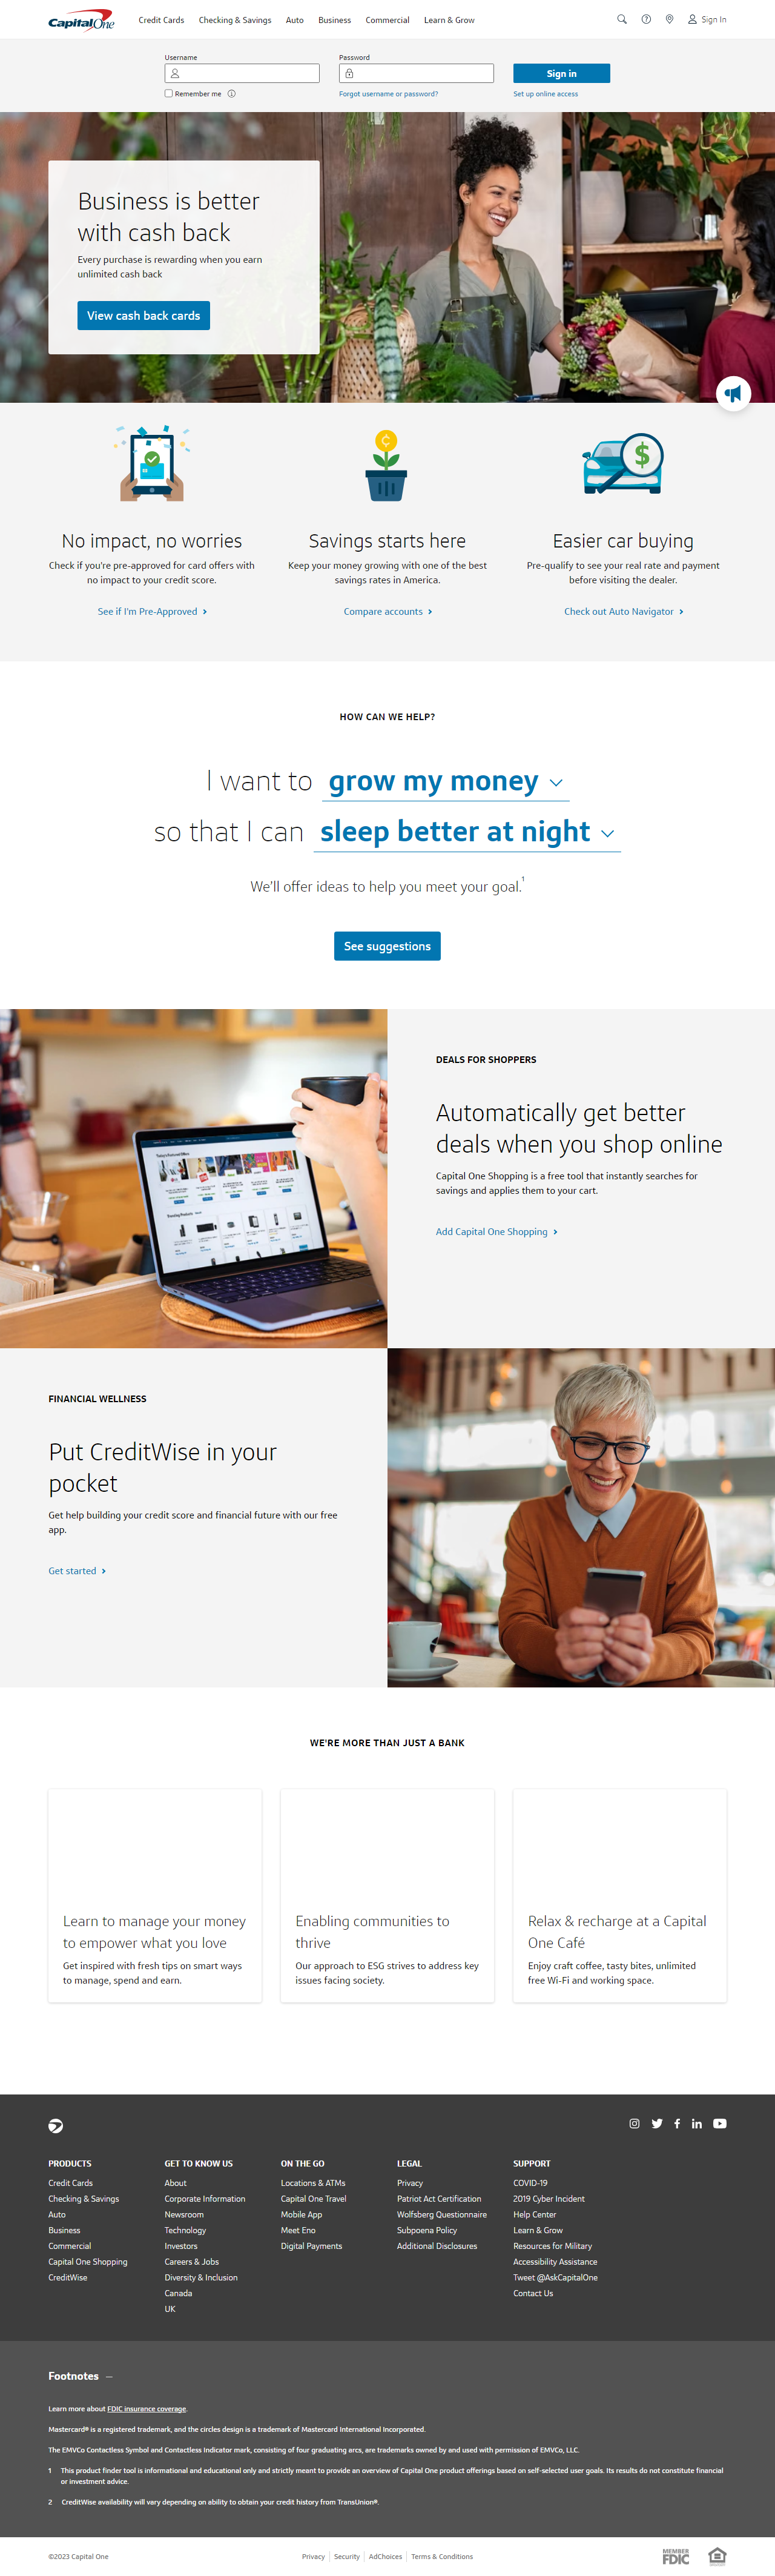 Capital One
Credit Cards
Checking & Savings
Auto
Business
Commercial
Learn & Grow
Sign In
Username
Password
Sign in
Remember me
Forgot username or password?
Set up online access
Business is better
with cash back
Every purchase is rewarding when you earn
unlimited cash back
View cash back cards
No impact, no worries
Check if you're pre-approved for card offers with
no impact to your credit score.
See if I'm Pre-Approved
Savings starts here
Keep your money growing with one of the best
savings rates in America.
Compare accounts
Easier car buying
Pre-qualify to see your real rate and payment
before visiting the dealer.
Check out Auto Navigator
HOW CAN WE HELP?
I want to grow my money
so that I can sleep better at night
We'll offer ideas to help you meet your goal.1
See suggestions
DEALS FOR SHOPPERS
Automatically get better
deals when you shop online
Capital One Shopping is a free tool that instantly searches for
savings and applies them to your cart.
Add Capital One Shopping
FINANCIAL WELLNESS
Put CreditWise in your
pocket
Get help building your credit score and financial future with our free
app.
Get started
WE'RE MORE THAN JUST A BANK
Learn to manage your money
to empower what you love
Get inspired with fresh tips on smart ways
to manage, spend and earn.
Enabling communities to
thrive
Our approach to ESG strives to address key
issues facing society.
Relax & recharge at a Capital
One Café
Enjoy craft coffee, tasty bites, unlimited
free Wi-Fi and working space.
PRODUCTS
Credit Cards
Checking & Savings
Auto
Business
Commercial
Capital One Shopping
CreditWise
GET TO KNOW US
About
Corporate Information
Newsroom
Technology
Investors
Careers & Jobs
Diversity & Inclusion
Canada
UK
ON THE GO
Locations & ATMs
Capital One Travel
Mobile App
Meet Eno
Digital Payments
LEGAL
Privacy
Patriot Act Certification
Wolfsberg Questionnaire
Subpoena Policy
Additional Disclosures
SUPPORT
COVID-19
2019 Cyber Incident
Help Center
Learn & Grow
Resources for Military
Accessibility Assistance
Tweet @AskCapitalOne
Contact Us
Footnotes
Learn more about FDIC insurance coverage.
Mastercard® is a registered trademark, and the circles design is a trademark of Mastercard International Incorporated.
The EMVCo Contactless Symbol and Contactless Indicator mark, consisting of four graduating arcs, are trademarks owned by and used with permission of EMVCo, LLC.
1 This product finder tool is informational and educational only and strictly meant to provide an overview of Capital One product offerings based on self-selected user goals. Its results do not constitute financial
or investment advice.
2 CreditWise availability will vary depending on ability to obtain your credit history from TransUnion®.
©2023 Capital One
Privacy
Security
AdChoices
Terms & Conditions
MEMBER
FDIC